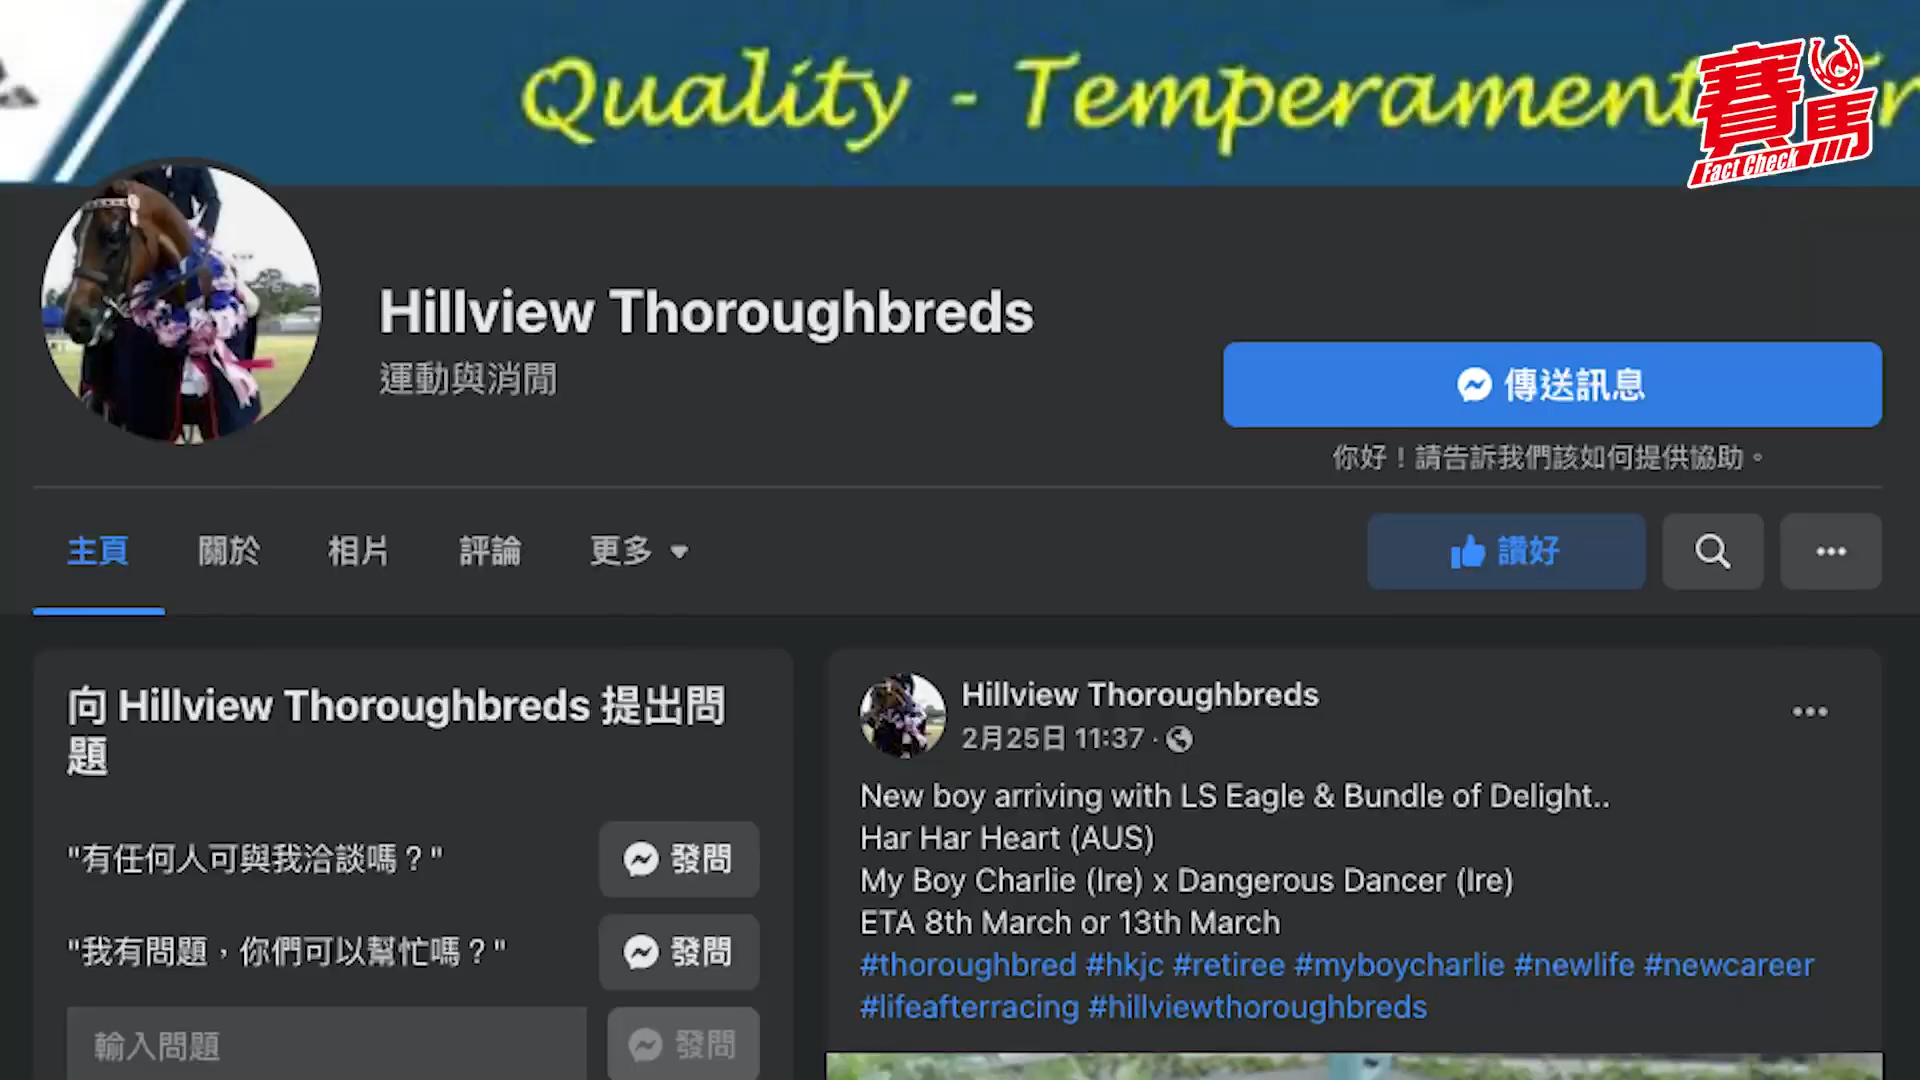 Quality - Temperament
賽馬
Fact Check
Hillview Thoroughbreds
運動與消閒
傳送訊息
你好！請告訴我們該如何提供協助。
主頁
關於
相片
評論
更多
讚好
向 Hillview Thoroughbreds 提出問
題
"有任何人可與我洽談嗎？"
發問
"我有問題，你們可以幫忙嗎？"
發問
輸入問題
發問
Hillview Thoroughbreds
2月25日 11:37 ·
New boy arriving with LS Eagle & Bundle of Delight..
Har Har Heart (AUS)
My Boy Charlie (Ire) x Dangerous Dancer (Ire)
ETA 8th March or 13th March
#thoroughbred #hkjc #retiree #myboycharlie #newlife #newcareer
#lifeafterracing #hillviewthoroughbreds